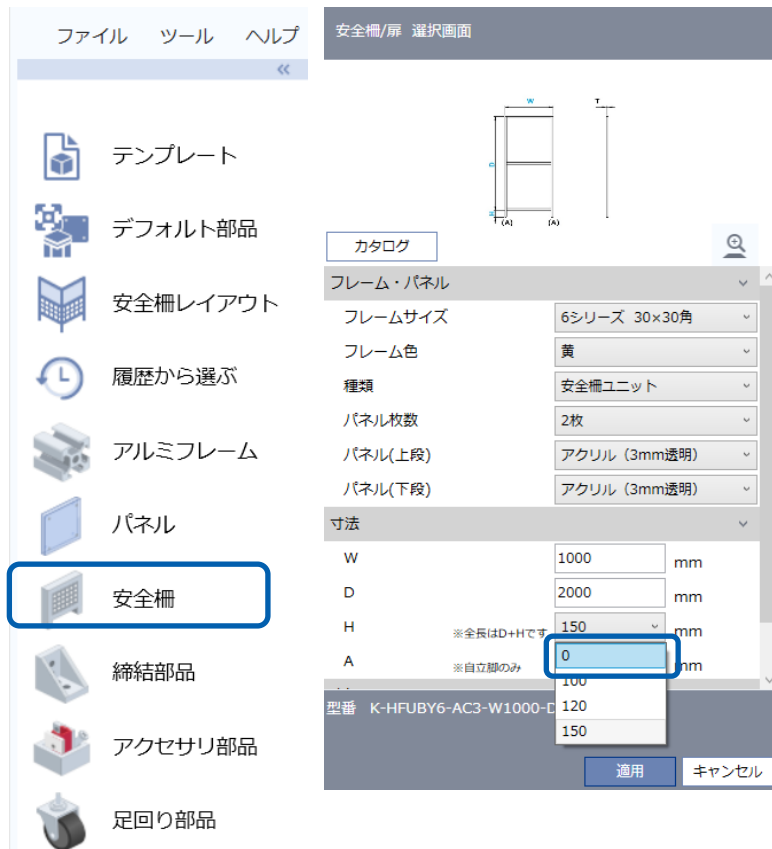 ファイル ツール ヘルプ
«
テンプレート
デフォルト部品
安全柵レイアウト
履歴から選ぶ
アルミフレーム
パネル
安全柵
締結部品
アクセサリ部品
足回り部品
安全柵/扉 選択画面
W T
D
(A) (A)
カタログ
フレーム・パネル
フレームサイズ 6シリーズ 30×30角
フレーム色 黄
種類 安全柵ユニット
パネル枚数 2枚
パネル(上段) アクリル（3mm透明）
パネル(下段) アクリル（3mm透明）
寸法
W 1000 mm
D 2000 mm
H ※全長はD+Hです 150 mm
A ※自立脚のみ mm
0
100
120
150
型番 K-HFUBY6-AC3-W1000-D
適用 キャンセル